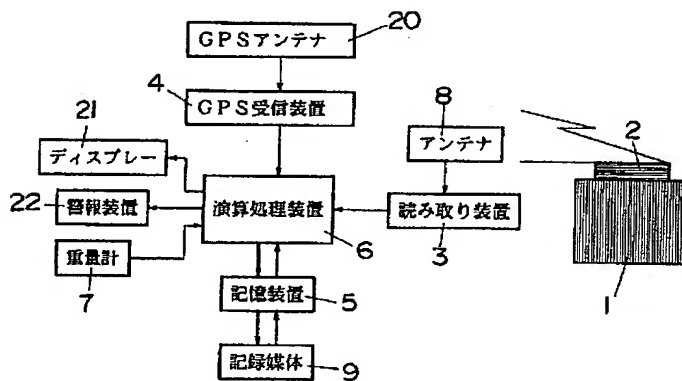 GPSアンテナ
20
4
GPS受信装置
21
ディスプレー
8
アンテナ
2
22
警報装置
演算処理装置
6
読み取り装置
3
重量計
7
記憶装置
5
1
記録媒体
9